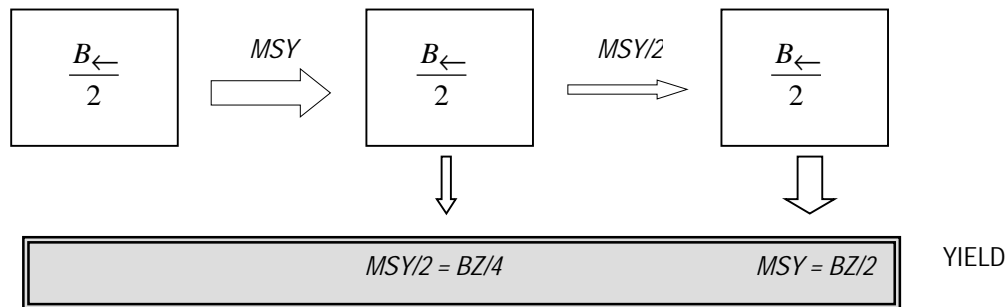 B← MSY B← MSY/2 B←
2 2 2
MSY/2 = BZ/4 MSY = BZ/2 YIELD